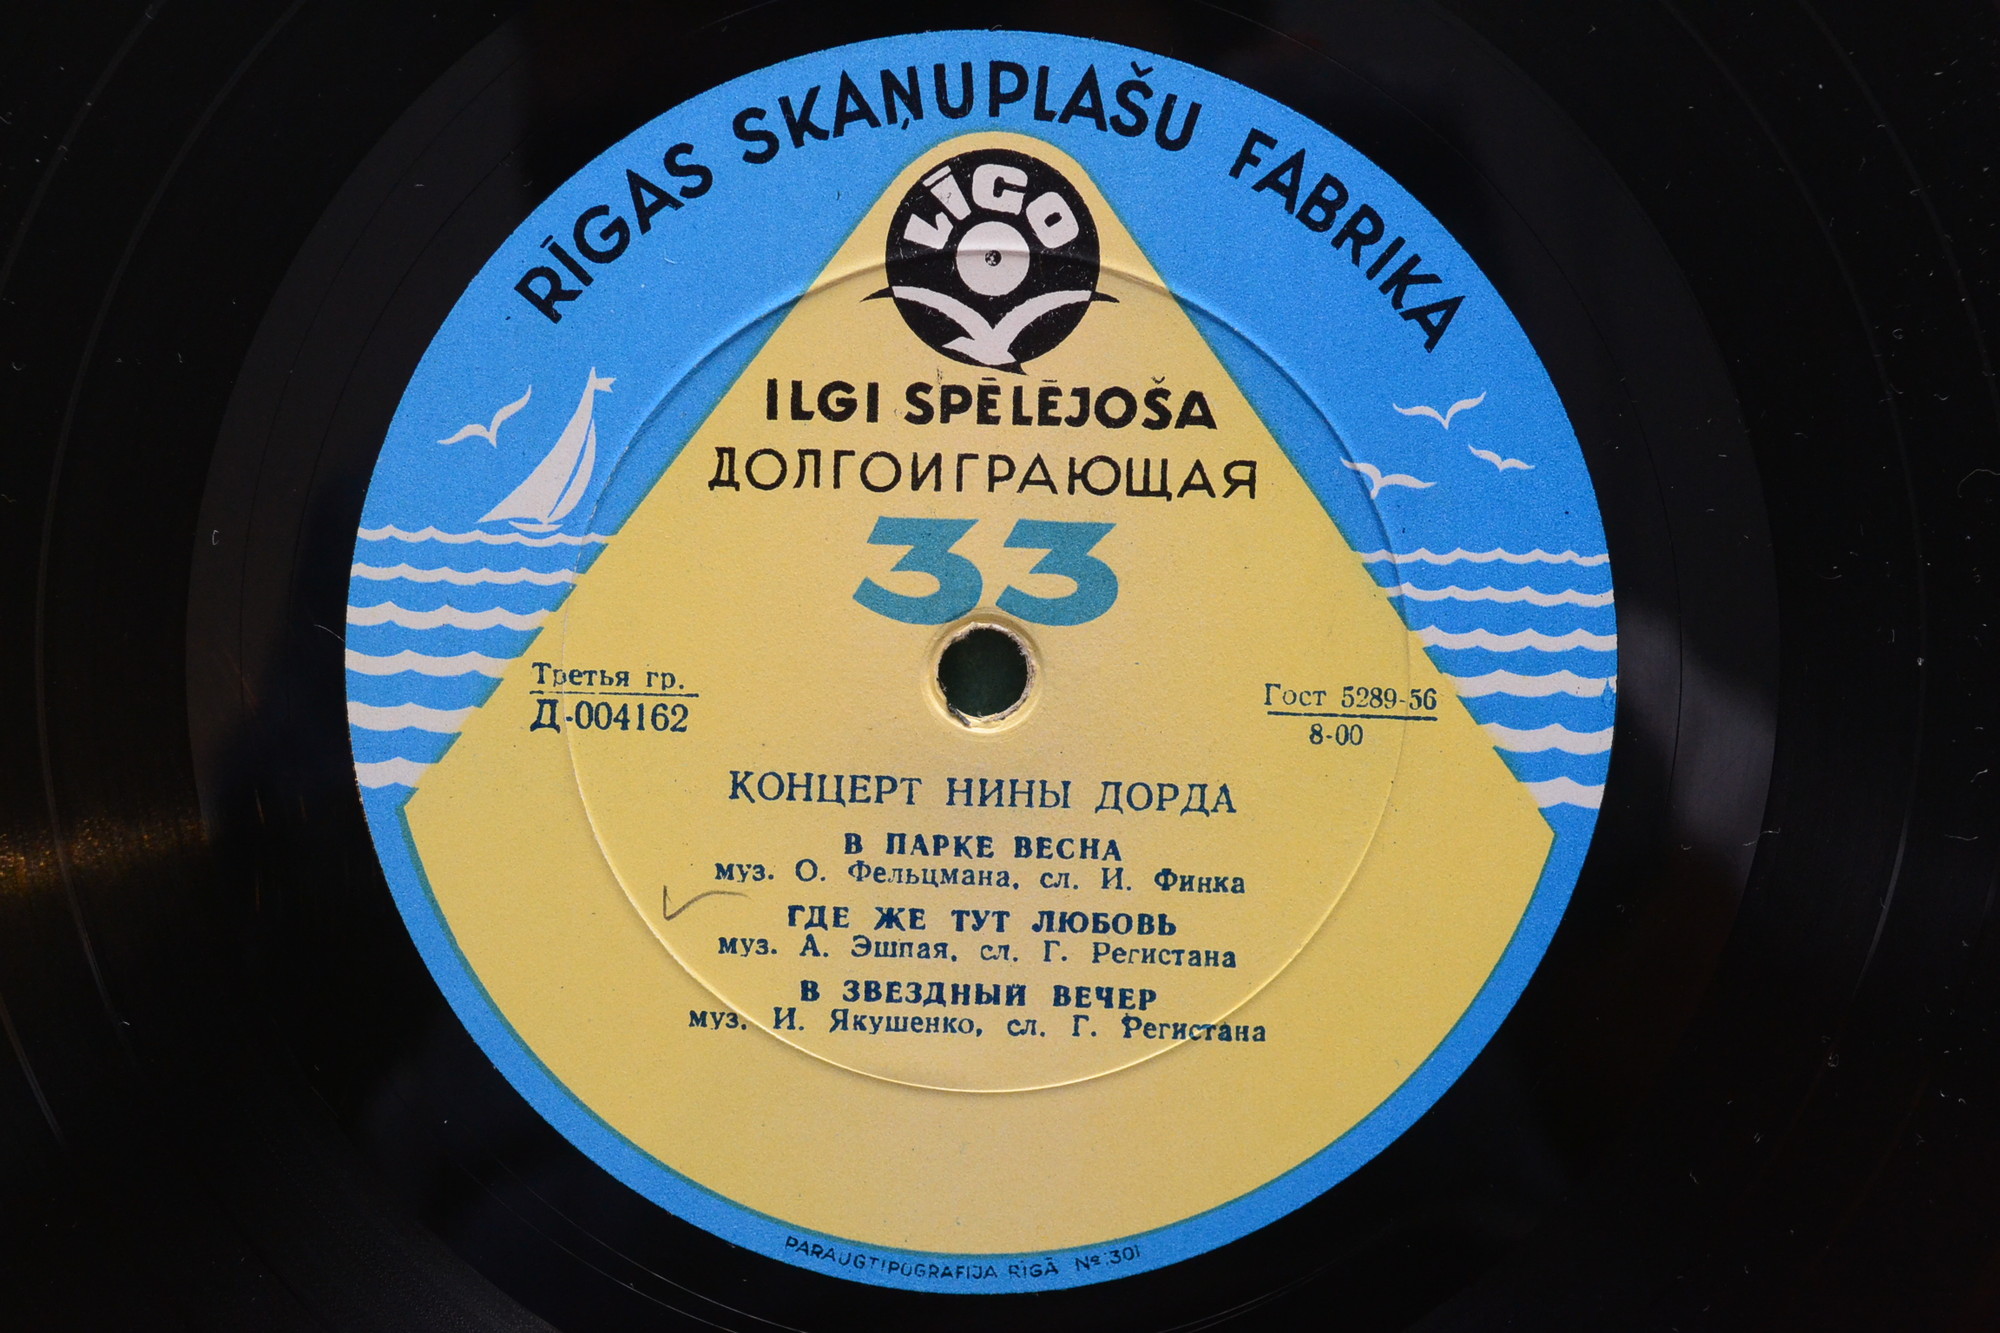 RĪGAS SKAŅUPLAŠU FABRIKA
LĪGO
ILGI SPĒLĒJOŠA
ДОЛГОИГРАЮЩАЯ
33
Третья гр.
Д-004162
Гост 5289-56
8-00
КОНЦЕРТ НИНЫ ДОРДА
В ПАРКЕ ВЕСНА
муз. О. Фельцмана, сл. И. Финка
ГДЕ ЖЕ ТУТ ЛЮБОВЬ
муз. А. Эшпая, сл. Г. Регистана
В ЗВЕЗДНЫЙ ВЕЧЕР
муз. И. Якушенко, сл. Г. Регистана
PARAUGTIPOGRAFIJA RĪGĀ № 301